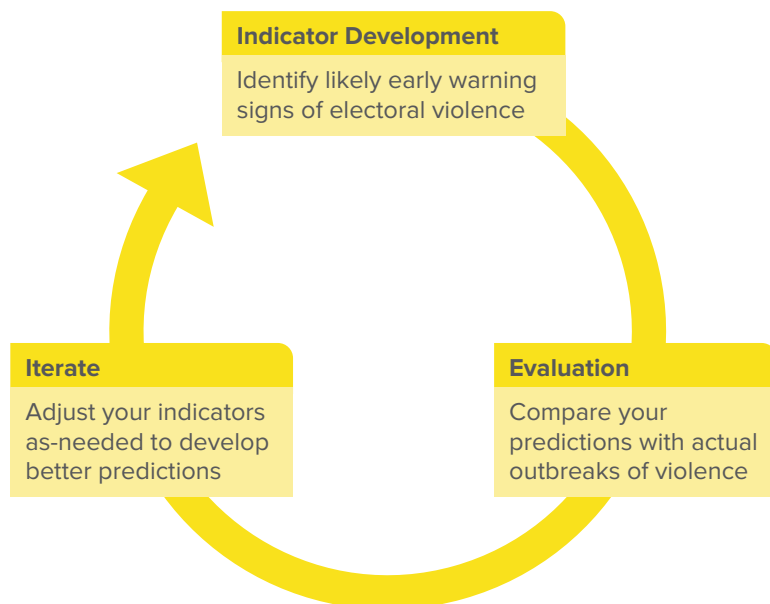 Indicator Development
Identify likely early warning
signs of electoral violence
Iterate
Adjust your indicators
as-needed to develop
better predictions
Evaluation
Compare your
predictions with actual
outbreaks of violence